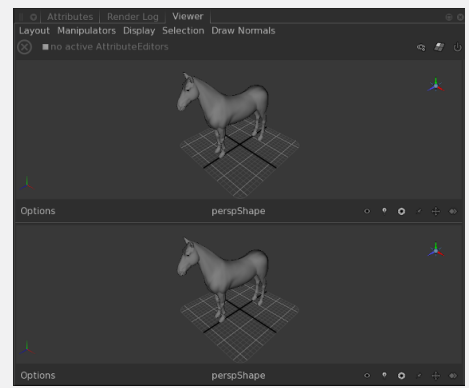 Attributes Render Log Viewer
Layout Manipulators Display Selection Draw Normals
no active AttributeEditors
Options perspShape
Options perspShape